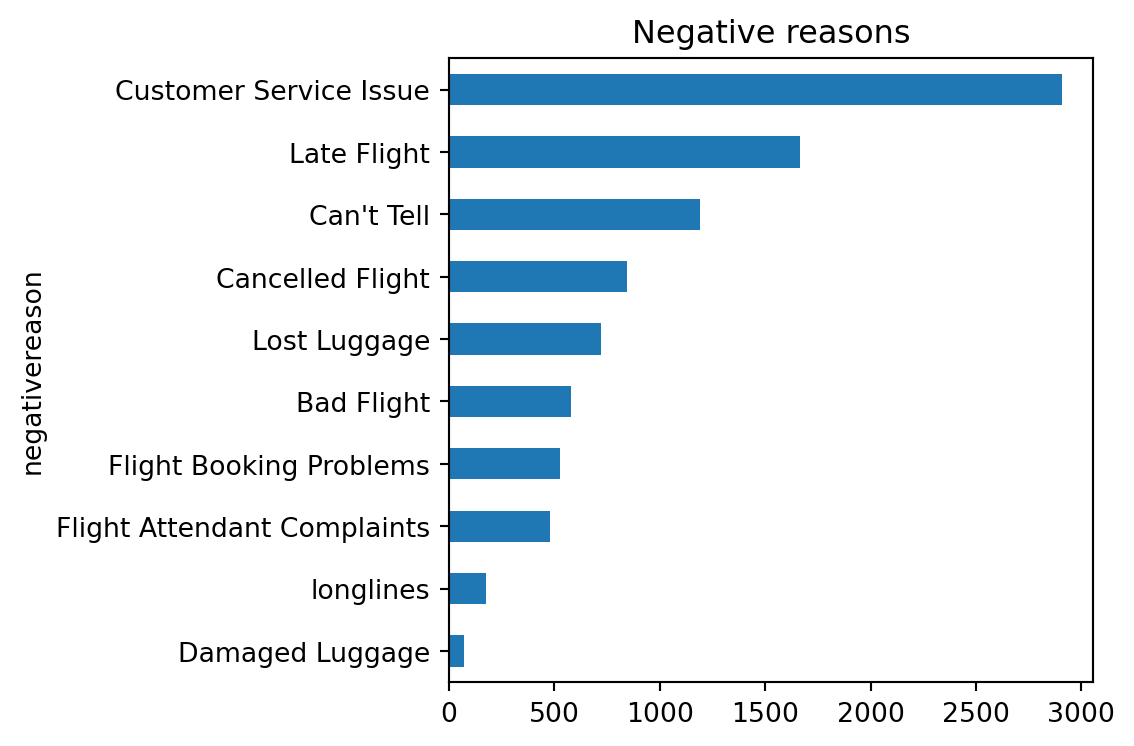 Negative reasons
Customer Service Issue
Late Flight
Can't Tell
Cancelled Flight
Lost Luggage
Bad Flight
Flight Booking Problems
Flight Attendant Complaints
longlines
Damaged Luggage
negativereason
0 500 1000 1500 2000 2500 3000